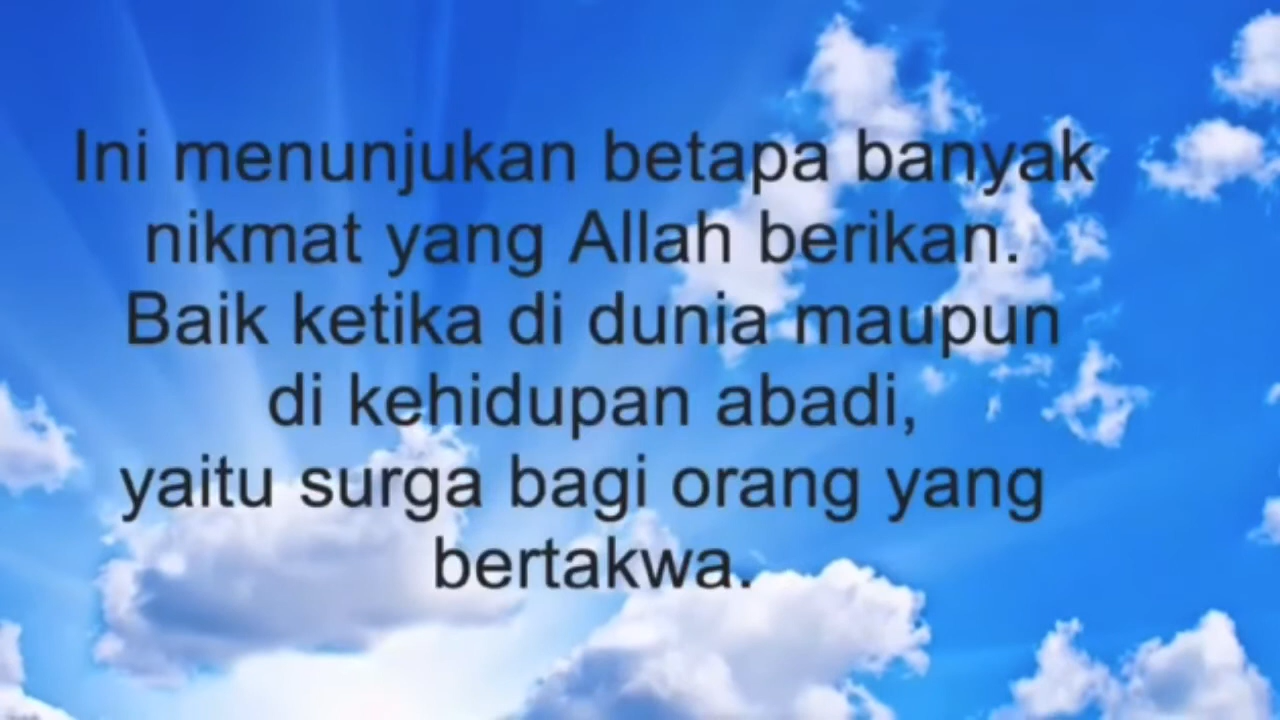 Ini menunjukan betapa banyak
nikmat yang Allah berikan.
Baik ketika di dunia maupun
di kehidupan abadi,
yaitu surga bagi orang yang
bertakwa.